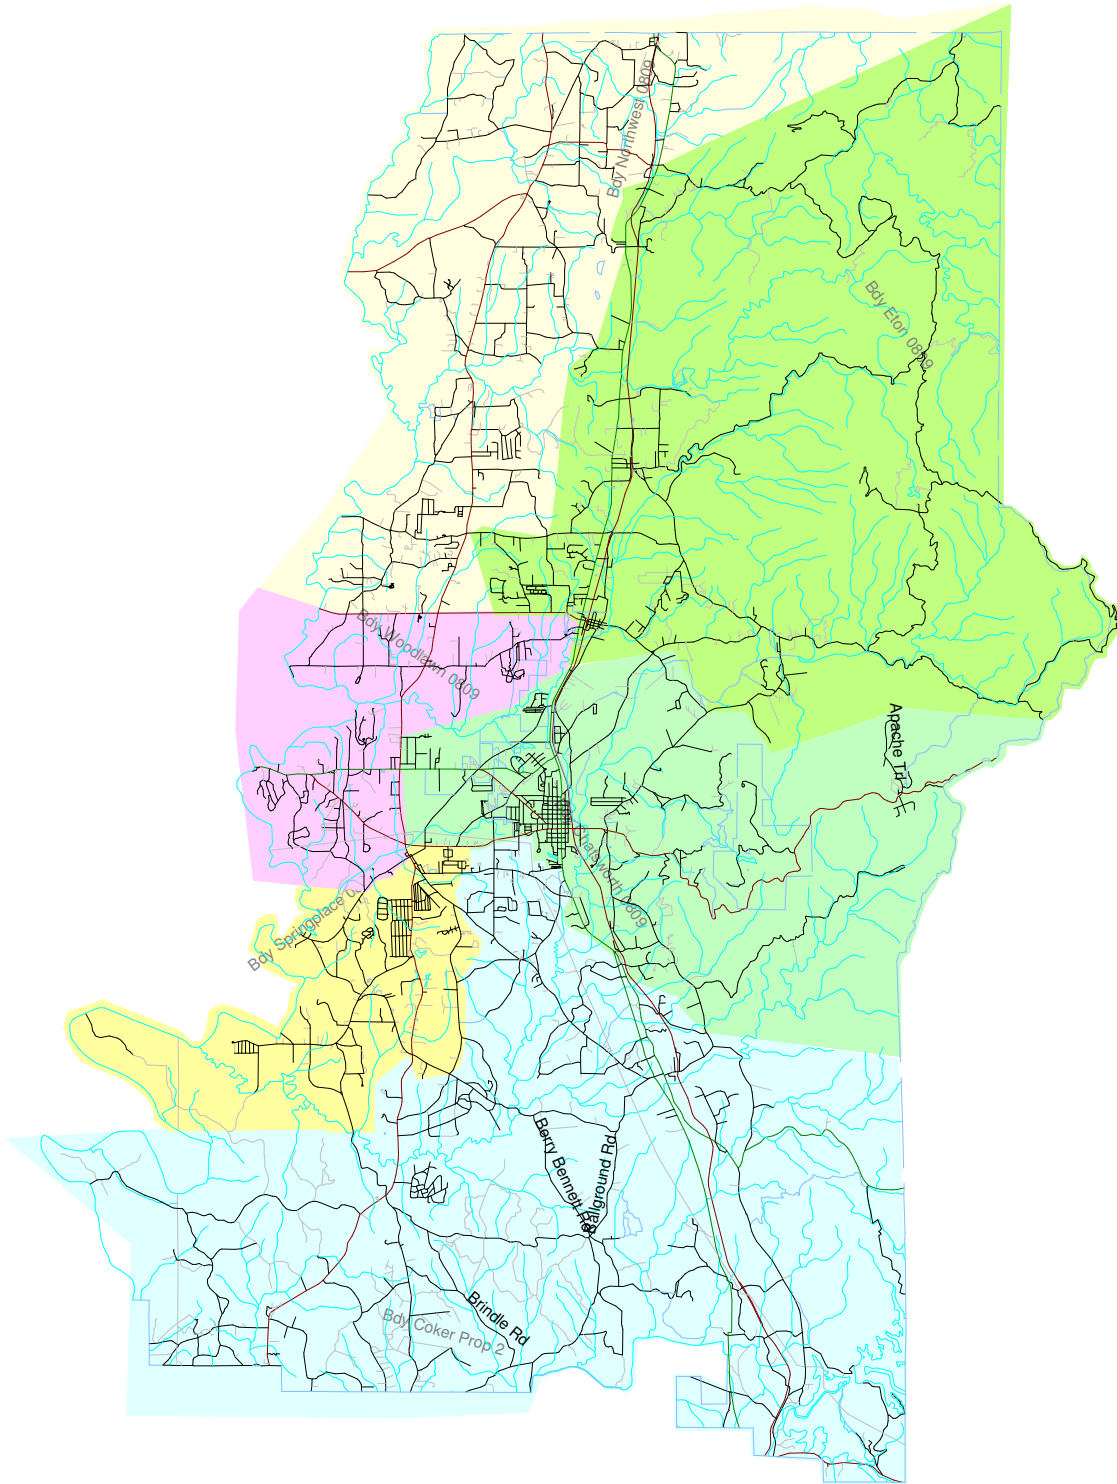 Bdy Northwest 0809
Bdy Eton 0809
Bdy Woodlawn 0809
Apache Trl
Chatsworth 0809
Bdy Springplace 0
Berry Bennett Rd
Ballground Rd
Brindle Rd
Bdy Coker Prop 2